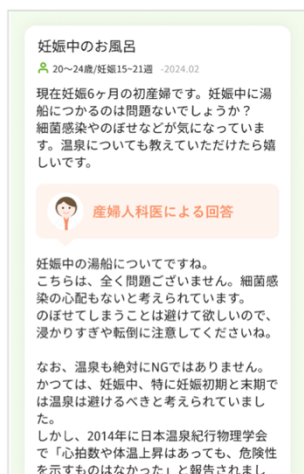 妊娠中のお風呂
20〜24歳/妊娠15~21週 -2024.02
現在妊娠6ヶ月の初産婦です。妊娠中に湯
船につかるのは問題ないでしょうか？
細菌感染やのぼせなどが気になっていま
す。温泉についても教えていただけたら嬉
しいです。
産婦人科医による回答
妊娠中の湯船についてですね。
こちらは、全く問題ございません。細菌感
染の心配もないと考えられています。
のぼせてしまうことは避けて欲しいので、
浸かりすぎや転倒に注意してくださいね。
なお、温泉も絶対にNGではありません。
かつては、妊娠中、特に妊娠初期と末期で
は温泉は避けるべきと考えられていまし
た。
しかし、2014年に日本温泉紀行物理学会
で「心拍数や体温上昇はあっても、危険性
を示すものはなかった」と報告されまし